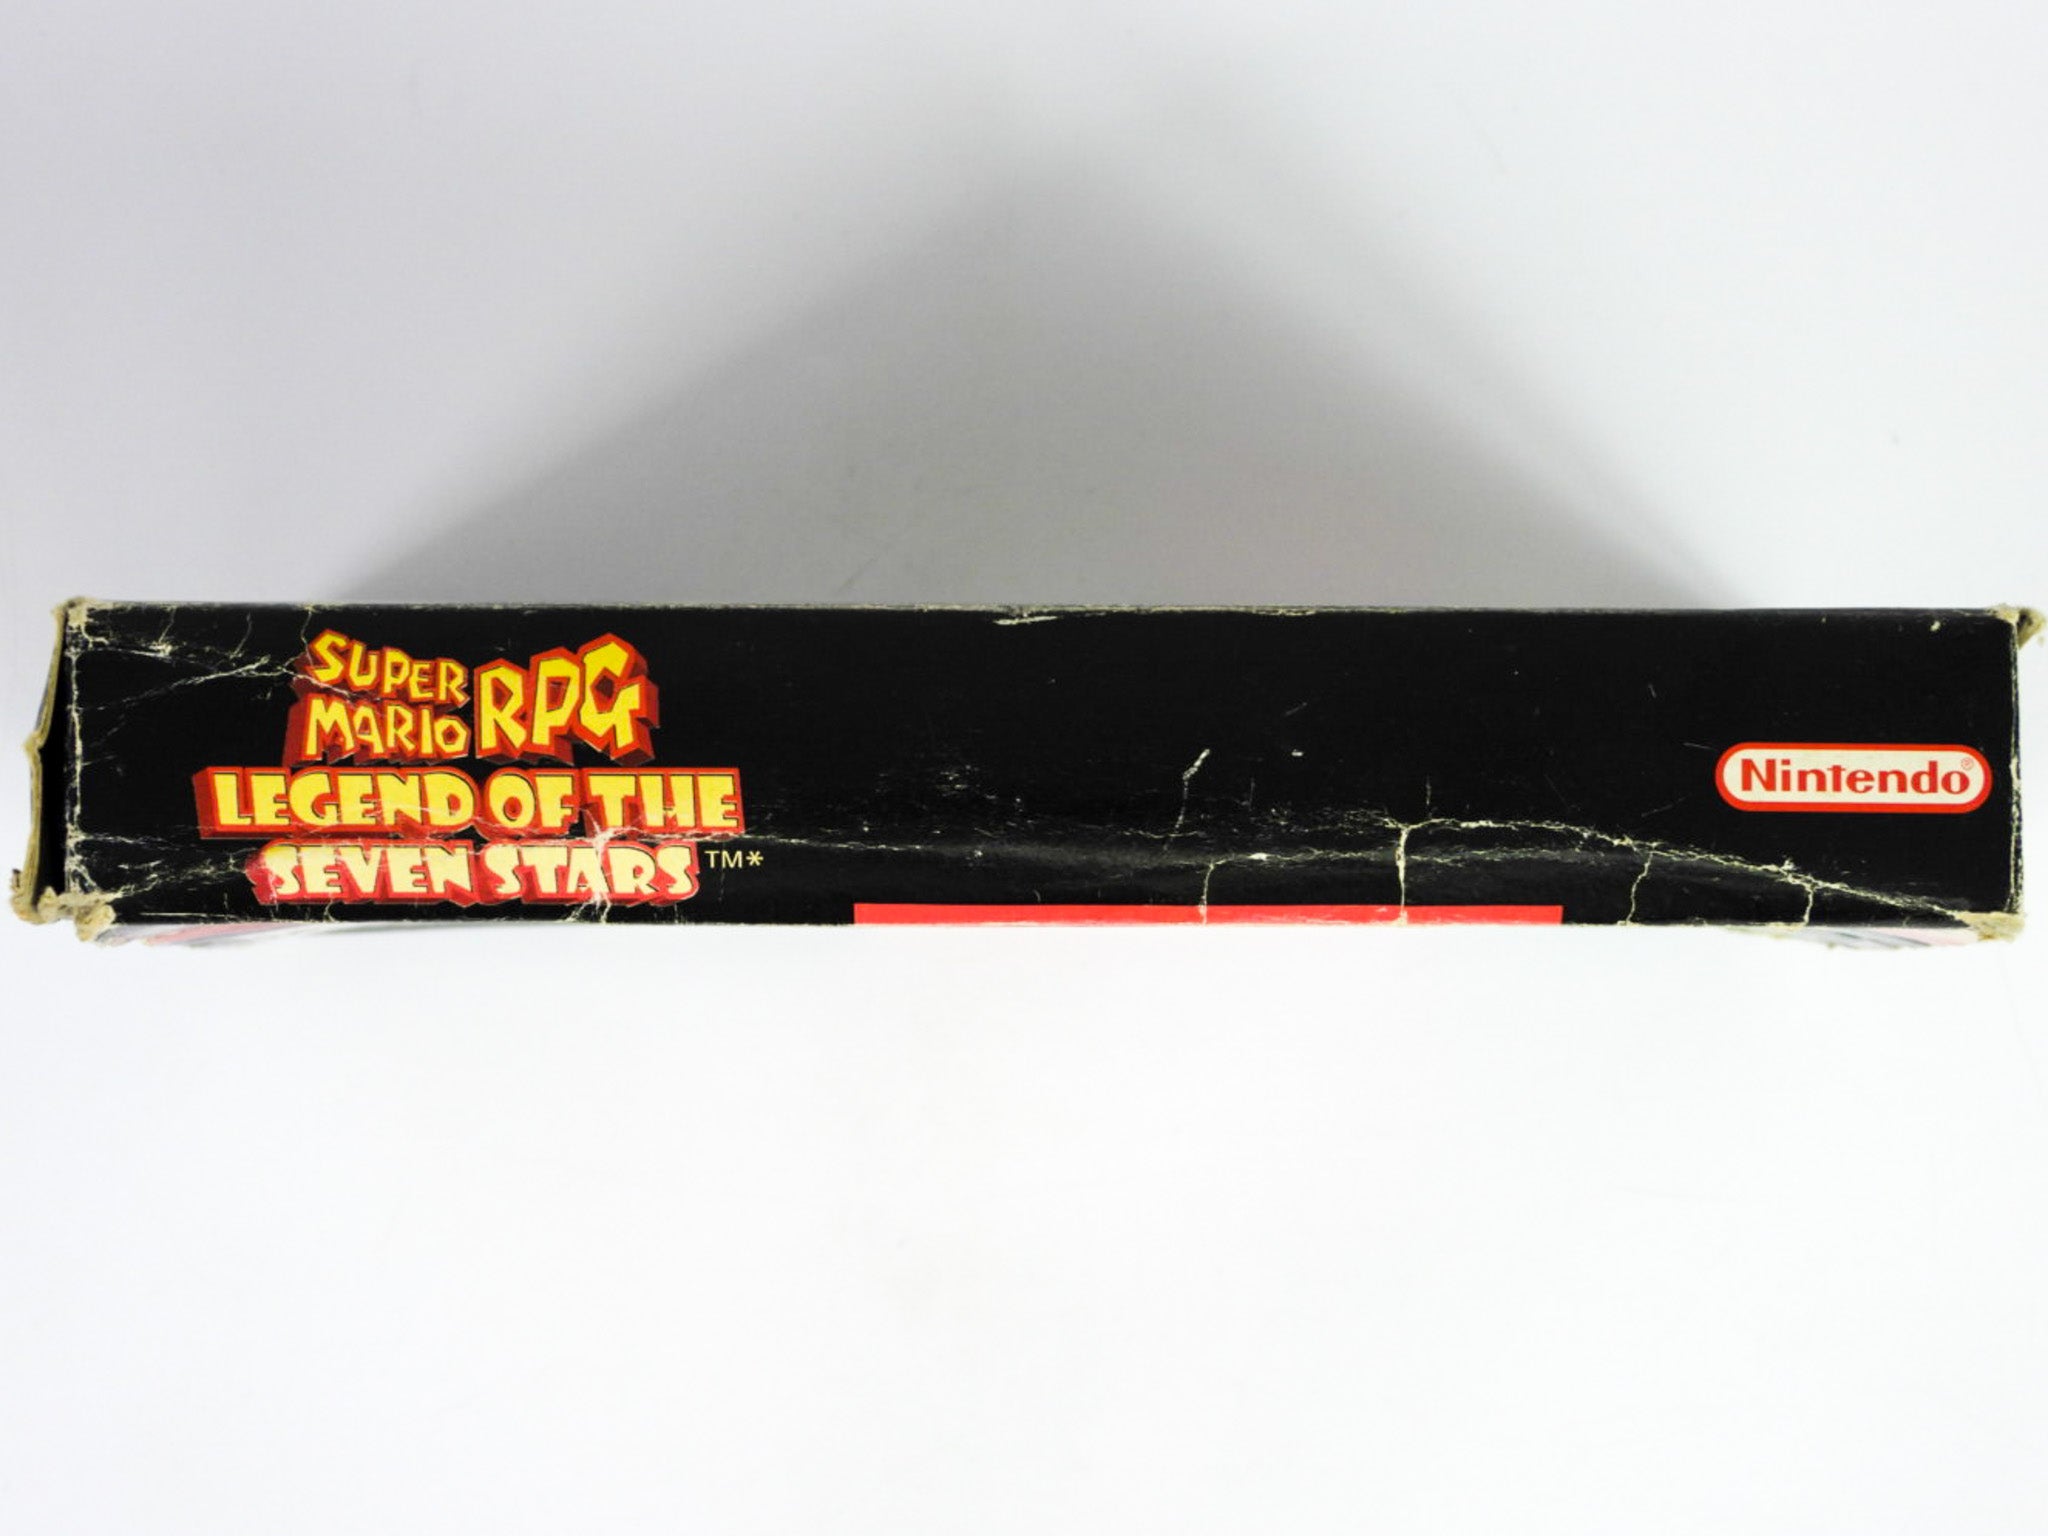 SUPER
MARIO RPG
LEGEND OF THE
SEVEN STARS ™*
Nintendo®